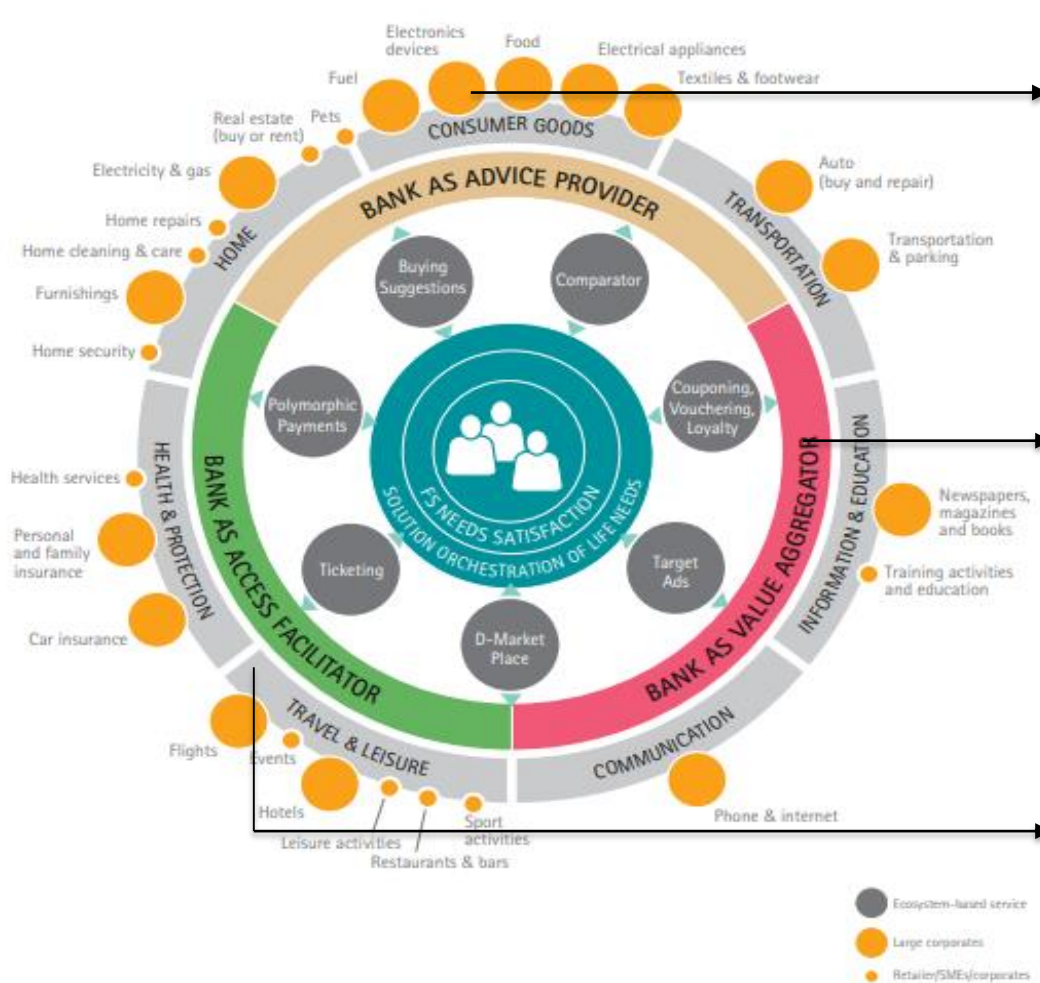 Electronics
devices
Food
Electrical appliances
Fuel
Textiles & footwear
CONSUMER GOODS
Real estate
(buy or rent)
Pets
Electricity & gas
Home repairs
Home cleaning & care
Furnishings
Home security
HOME
Auto
(buy and repair)
Transportation
& parking
TRANSPORTATION
BANK AS ADVICE PROVIDER
Buying
Suggestions
Comparator
Polymorphic
Payments
Couponing,
Vouchering,
Loyalty
FS NEEDS SATISFACTION
SOLUTION ORCHESTRATION OF LIFE NEEDS
Ticketing
Target
Ads
D-Market
Place
BANK AS ACCESS FACILITATOR
BANK AS VALUE AGGREGATOR
HEALTH & PROTECTION
Health services
Personal
and family
insurance
Car insurance
INFORMATION & EDUCATION
Newspapers,
magazines
and books
Training activities
and education
TRAVEL & LEISURE
Flights
Events
Hotels
Leisure activities
Restaurants & bars
Sport
activities
COMMUNICATION
Phone & internet
Ecosystem-based service
Large corporates
Retailer/SMEs/corporates